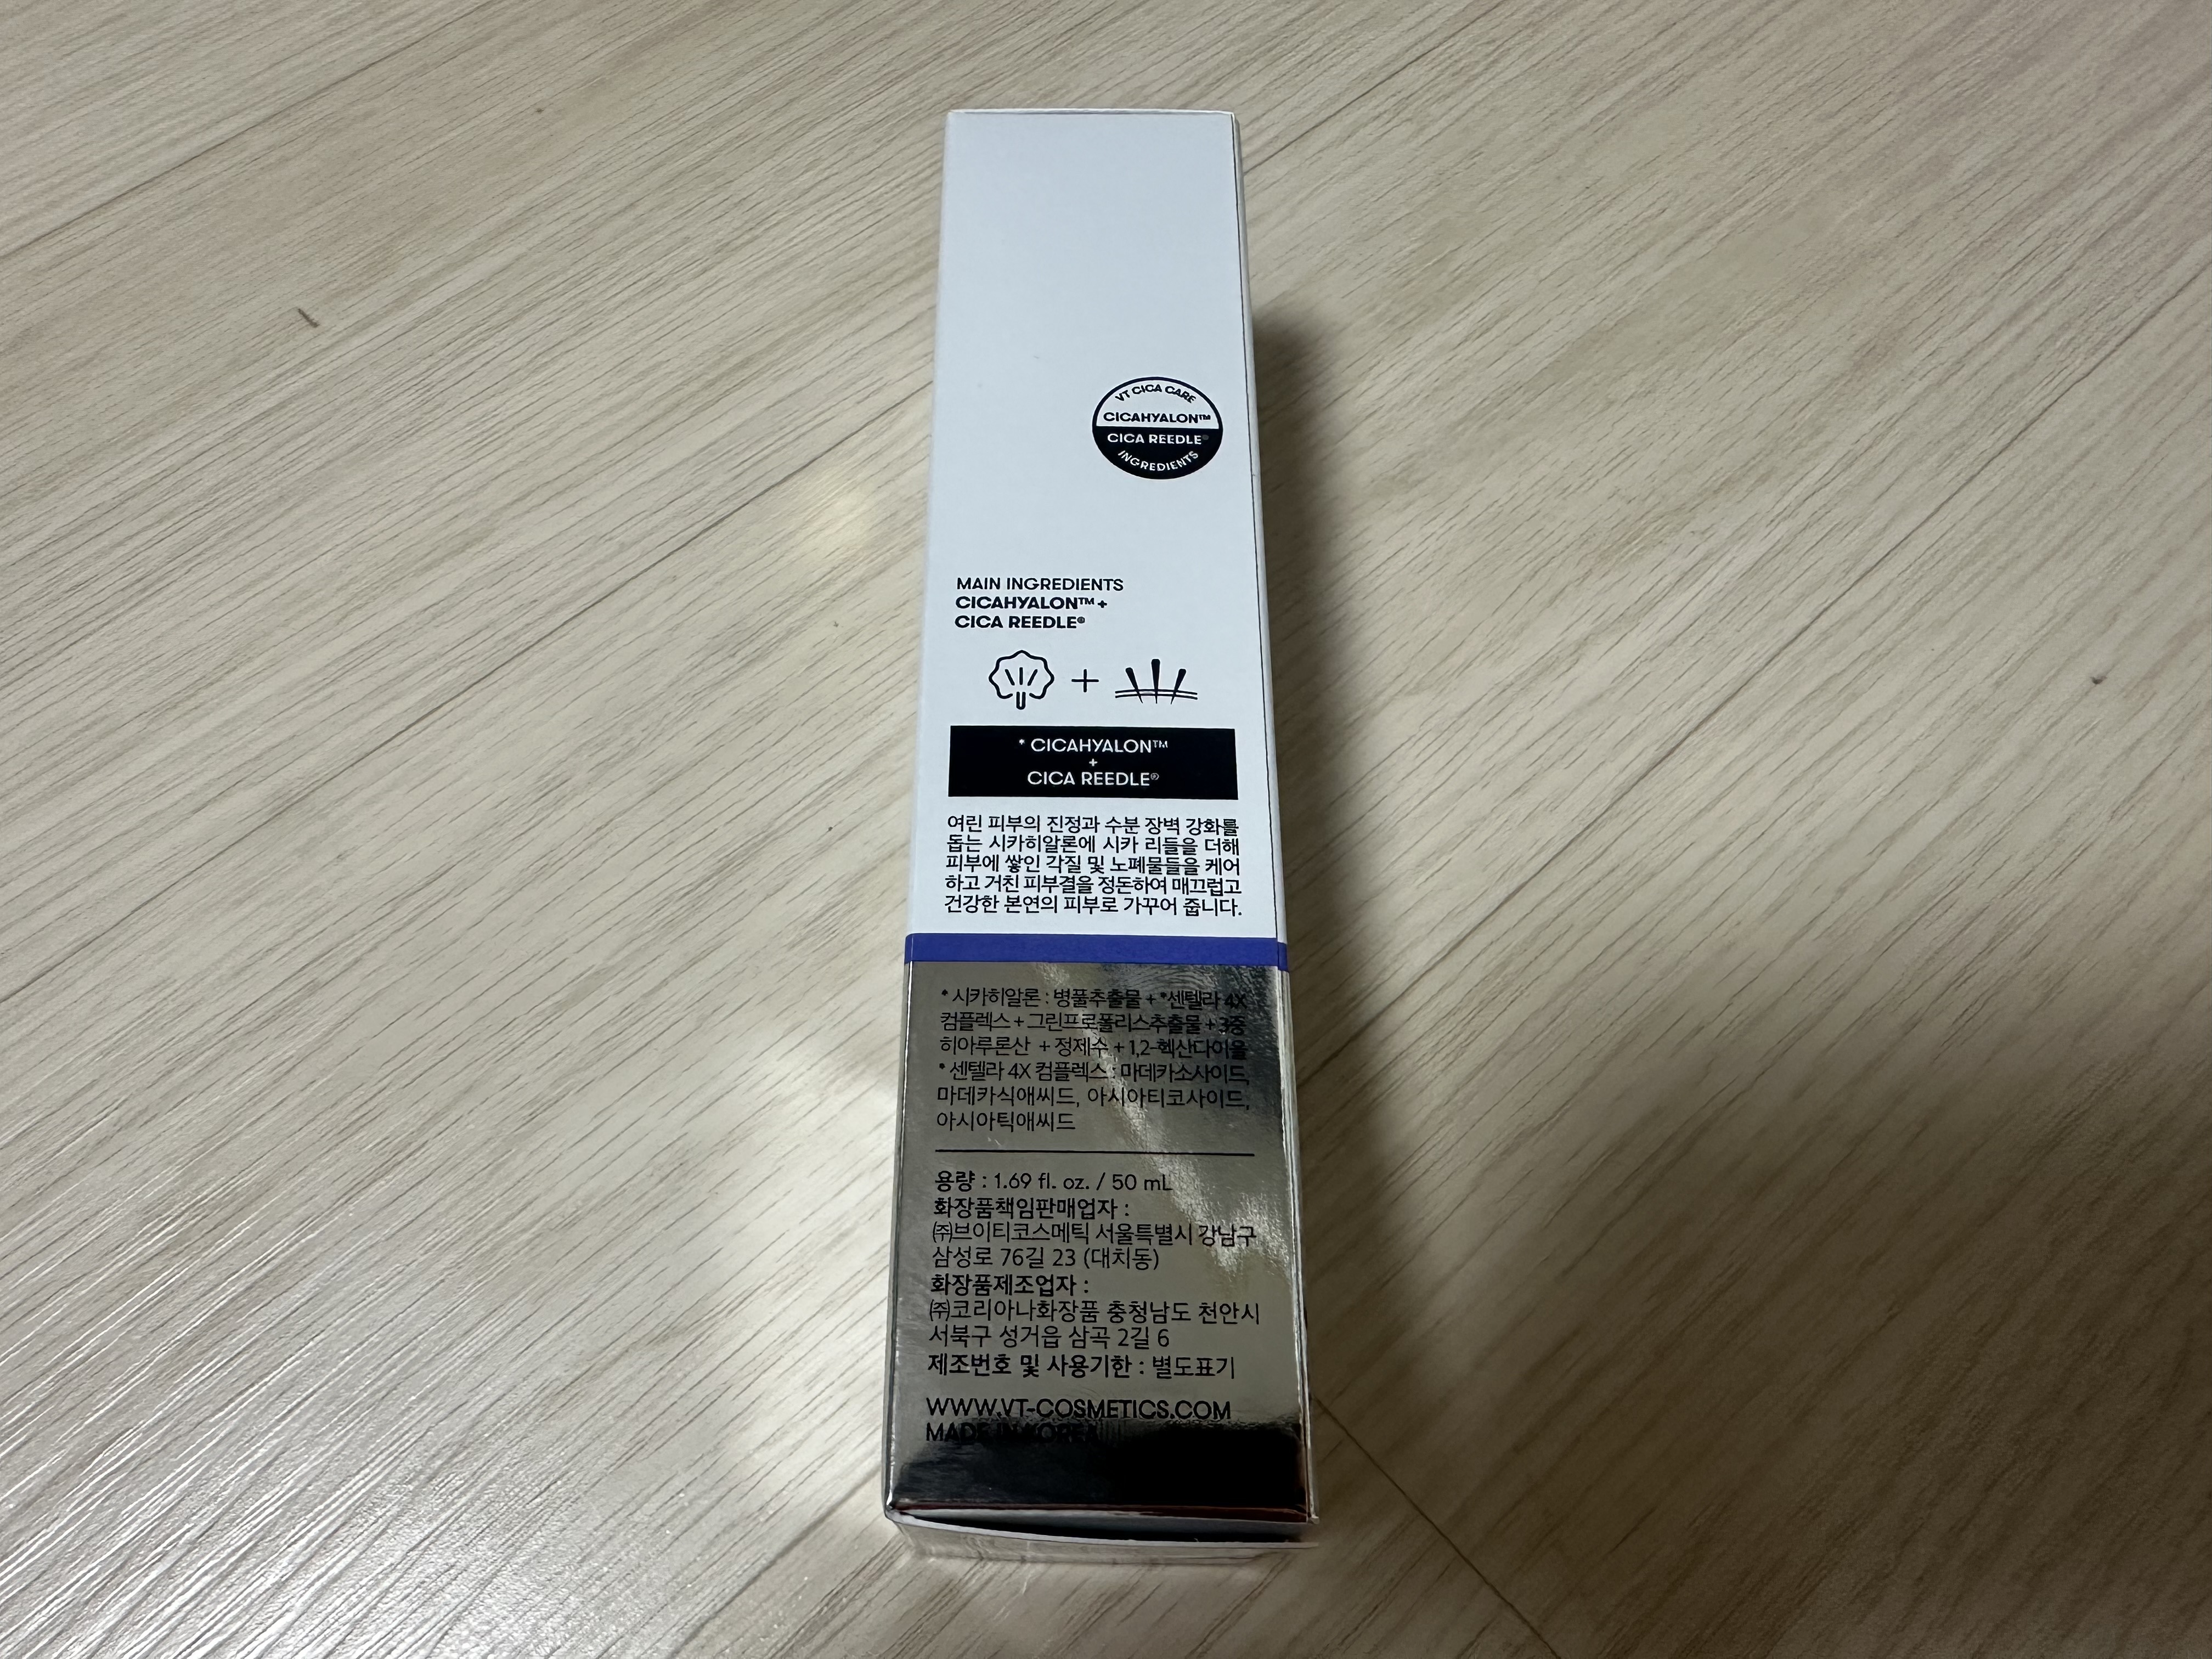 VT CICA CARE
CICAHYALON™
CICA REEDLE®
INGREDIENTS
MAIN INGREDIENTS
CICAHYALON™ +
CICA REEDLE®
* CICAHYALON™
+
CICA REEDLE®
여린 피부의 진정과 수분 장벽 강화를
돕는 시카히알론에 시카 리들을 더해
피부에 쌓인 각질 및 노폐물들을 케어
하고 거친 피부결을 정돈하여 매끄럽고
건강한 본연의 피부로 가꾸어 줍니다.
* 시카히알론 : 병풀추출물 + *센텔라 4X
컴플렉스 + 그린프로폴리스추출물 + 3중
히아루론산 + 정제수 + 1,2-헥산다이올
* 센텔라 4X 컴플렉스 : 마데카소사이드,
마데카식애씨드, 아시아티코사이드,
아시아틱애씨드
용량 : 1.69 fl. oz. / 50 mL
화장품책임판매업자 :
㈜브이티코스메틱 서울특별시 강남구
삼성로 76길 23 (대치동)
화장품제조업자 :
㈜코리아나화장품 충청남도 천안시
서북구 성거읍 삼곡 2길 6
제조번호 및 사용기한 : 별도표기
WWW.VT-COSMETICS.COM
MADE IN KOREA